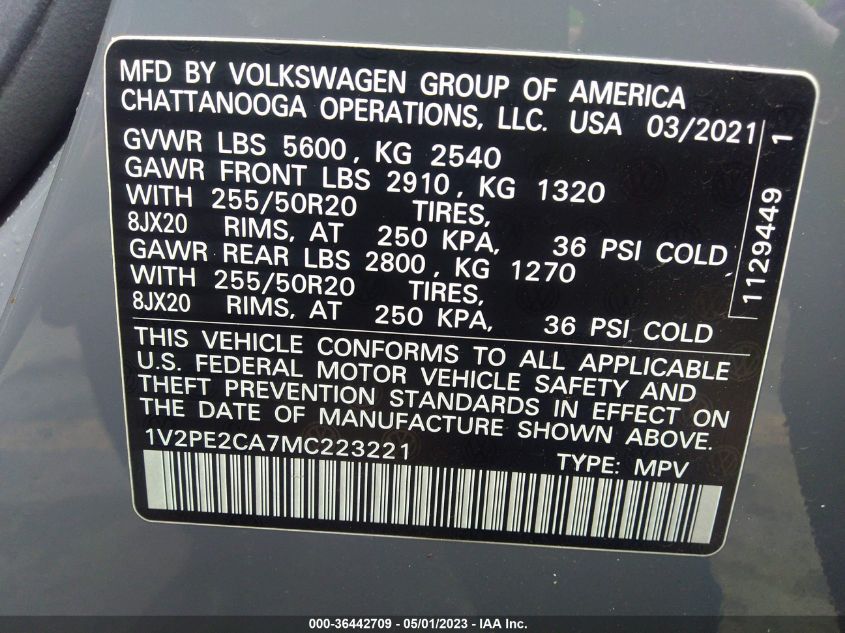 MFD BY VOLKSWAGEN GROUP OF AMERICA
CHATTANOOGA OPERATIONS, LLC. USA 03/2021
GVWR LBS 5600, KG 2540
GAWR FRONT LBS 2910, KG 1320
WITH 255/50R20 TIRES,
8JX20 RIMS, AT 250 KPA, 36 PSI COLD
GAWR REAR LBS 2800, KG 1270
WITH 255/50R20 TIRES,
8JX20 RIMS, AT 250 KPA, 36 PSI COLD
1129449 1
THIS VEHICLE CONFORMS TO ALL APPLICABLE
U.S. FEDERAL MOTOR VEHICLE SAFETY AND
THEFT PREVENTION STANDARDS IN EFFECT ON
THE DATE OF MANUFACTURE SHOWN ABOVE.
1V2PE2CA7MC223221 TYPE: MPV
000-36442709 - 05/01/2023 - IAA Inc.